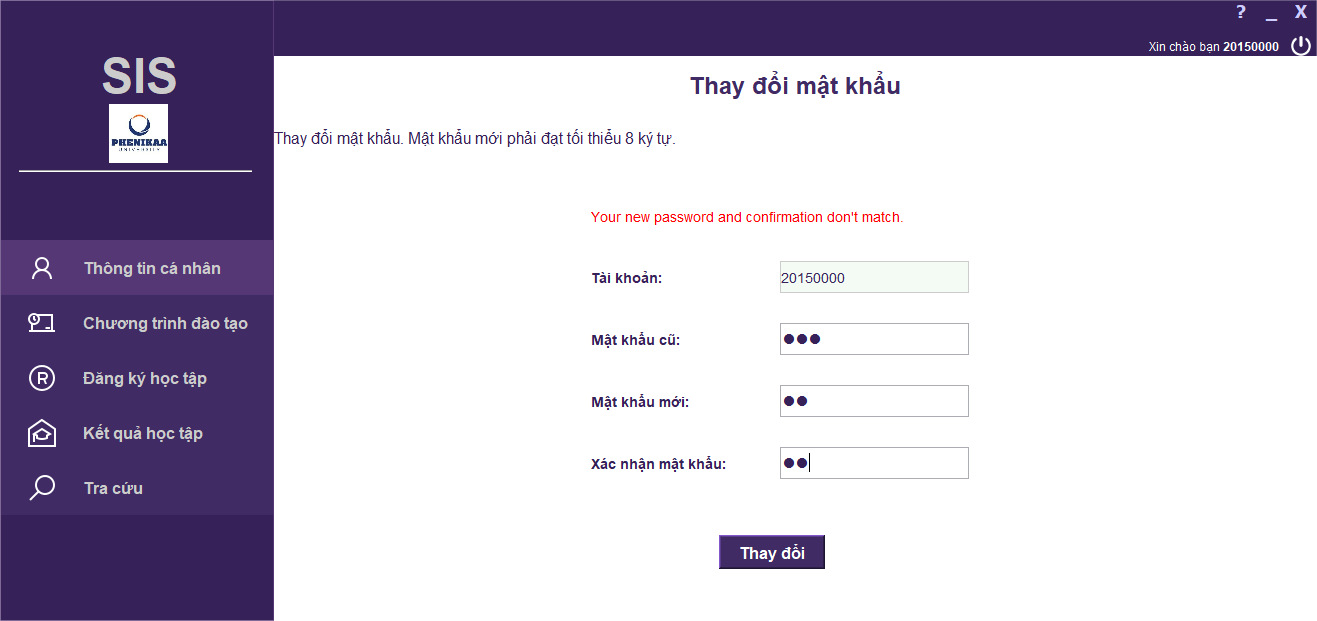 ? _ X
Xin chào bạn 20150000
SIS
PHENIKAA
UNIVERSITY
Thông tin cá nhân
Chương trình đào tạo
R
Đăng ký học tập
Kết quả học tập
Tra cứu
Thay đổi mật khẩu
Thay đổi mật khẩu. Mật khẩu mới phải đạt tối thiểu 8 ký tự.
Your new password and confirmation don't match.
Tài khoản: 20150000
Mật khẩu cũ: ●●●
Mật khẩu mới: ●●
Xác nhận mật khẩu: ●●
Thay đổi